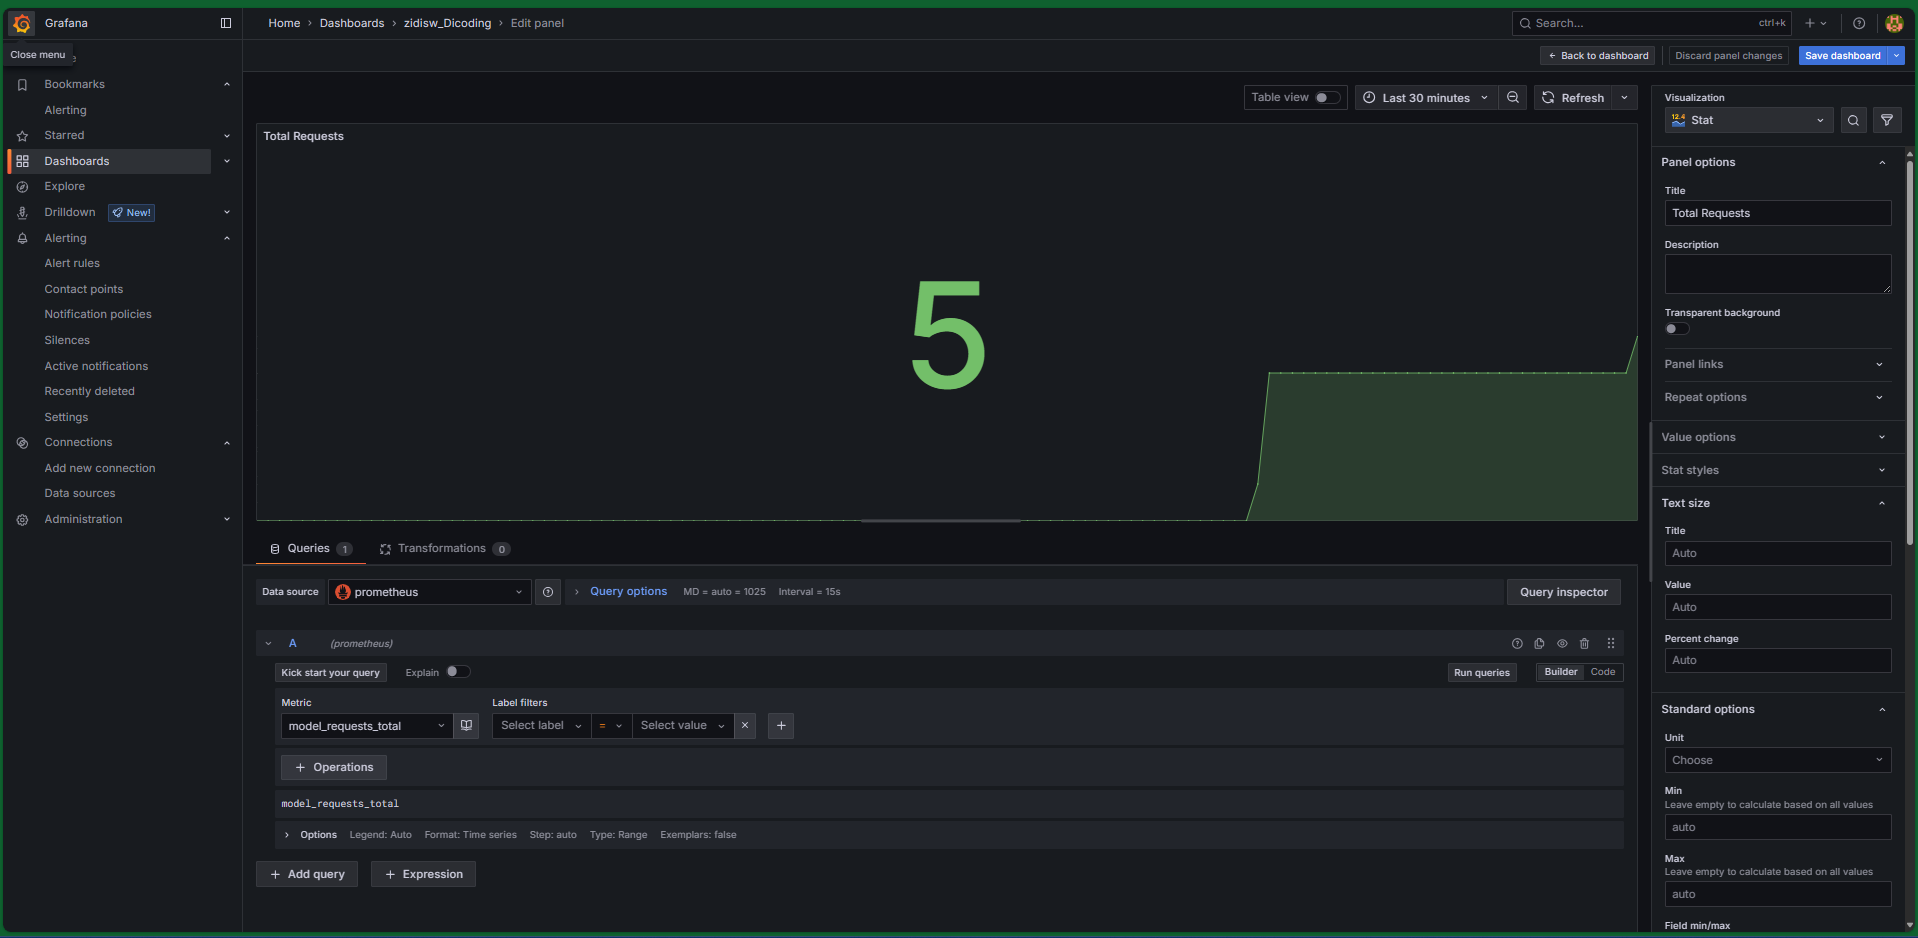 Grafana
Home › Dashboards › zidisw_Dicoding › Edit panel
Search...
ctrl+k
Close menu
Back to dashboard
Discard panel changes
Save dashboard
Bookmarks
Alerting
Starred
Dashboards
Explore
Drilldown New!
Alerting
Alert rules
Contact points
Notification policies
Silences
Active notifications
Recently deleted
Settings
Connections
Add new connection
Data sources
Administration
Table view
Last 30 minutes
Refresh
Total Requests
5
Queries 1
Transformations 0
Data source
prometheus
Query options
MD = auto = 1025
Interval = 15s
Query inspector
A
(prometheus)
Kick start your query
Explain
Run queries
Builder
Code
Metric
Label filters
model_requests_total
Select label
=
Select value
+ Operations
model_requests_total
Options Legend: Auto Format: Time series Step: auto Type: Range Exemplars: false
+ Add query
+ Expression
Visualization
12.4
Stat
Panel options
Title
Total Requests
Description
Transparent background
Panel links
Repeat options
Value options
Stat styles
Text size
Title
Auto
Value
Auto
Percent change
Auto
Standard options
Unit
Choose
Min
Leave empty to calculate based on all values
auto
Max
Leave empty to calculate based on all values
auto
Field min/max